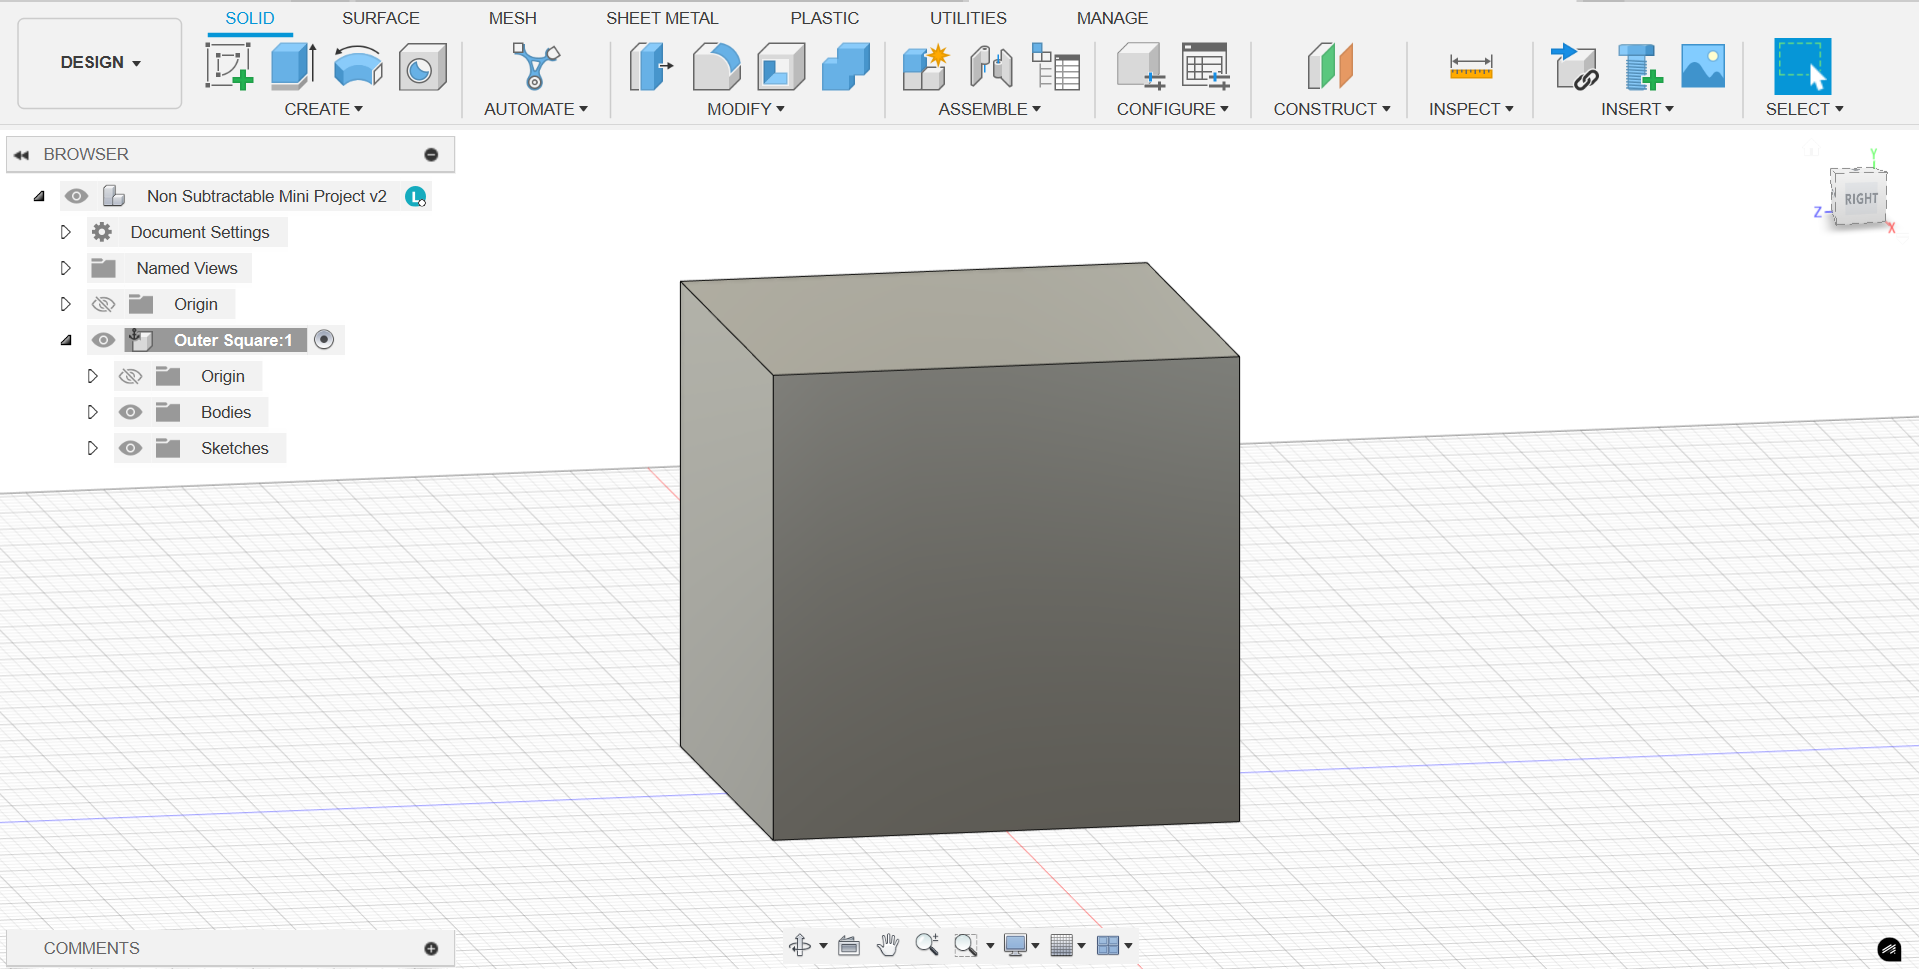 SOLID SURFACE MESH SHEET METAL PLASTIC UTILITIES MANAGE
DESIGN
CREATE AUTOMATE MODIFY ASSEMBLE CONFIGURE CONSTRUCT INSPECT INSERT SELECT
BROWSER
Non Subtractable Mini Project v2 L
Document Settings
Named Views
Origin
Outer Square:1
Origin
Bodies
Sketches
Y
RIGHT
Z
X
COMMENTS